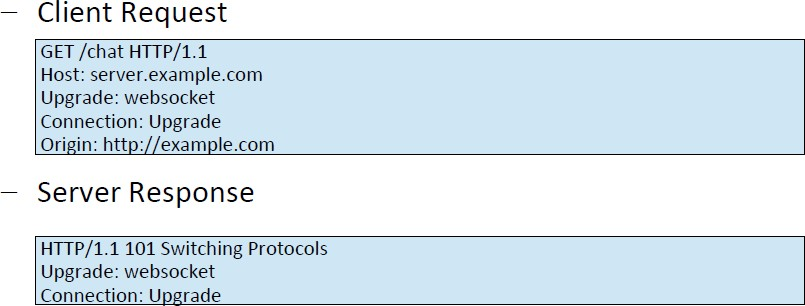 – Client Request
GET /chat HTTP/1.1
Host: server.example.com
Upgrade: websocket
Connection: Upgrade
Origin: http://example.com
– Server Response
HTTP/1.1 101 Switching Protocols
Upgrade: websocket
Connection: Upgrade